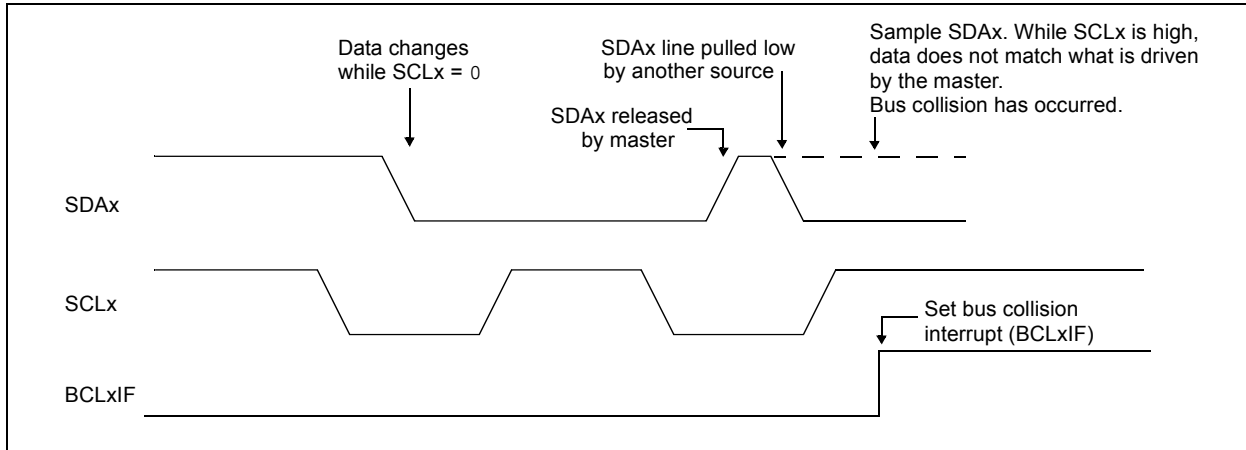 Data changes
while SCLx = 0
SDAx line pulled low
by another source
Sample SDAx. While SCLx is high,
data does not match what is driven
by the master.
Bus collision has occurred.
SDAx released
by master
SDAx
SCLx
Set bus collision
interrupt (BCLxIF)
BCLxIF